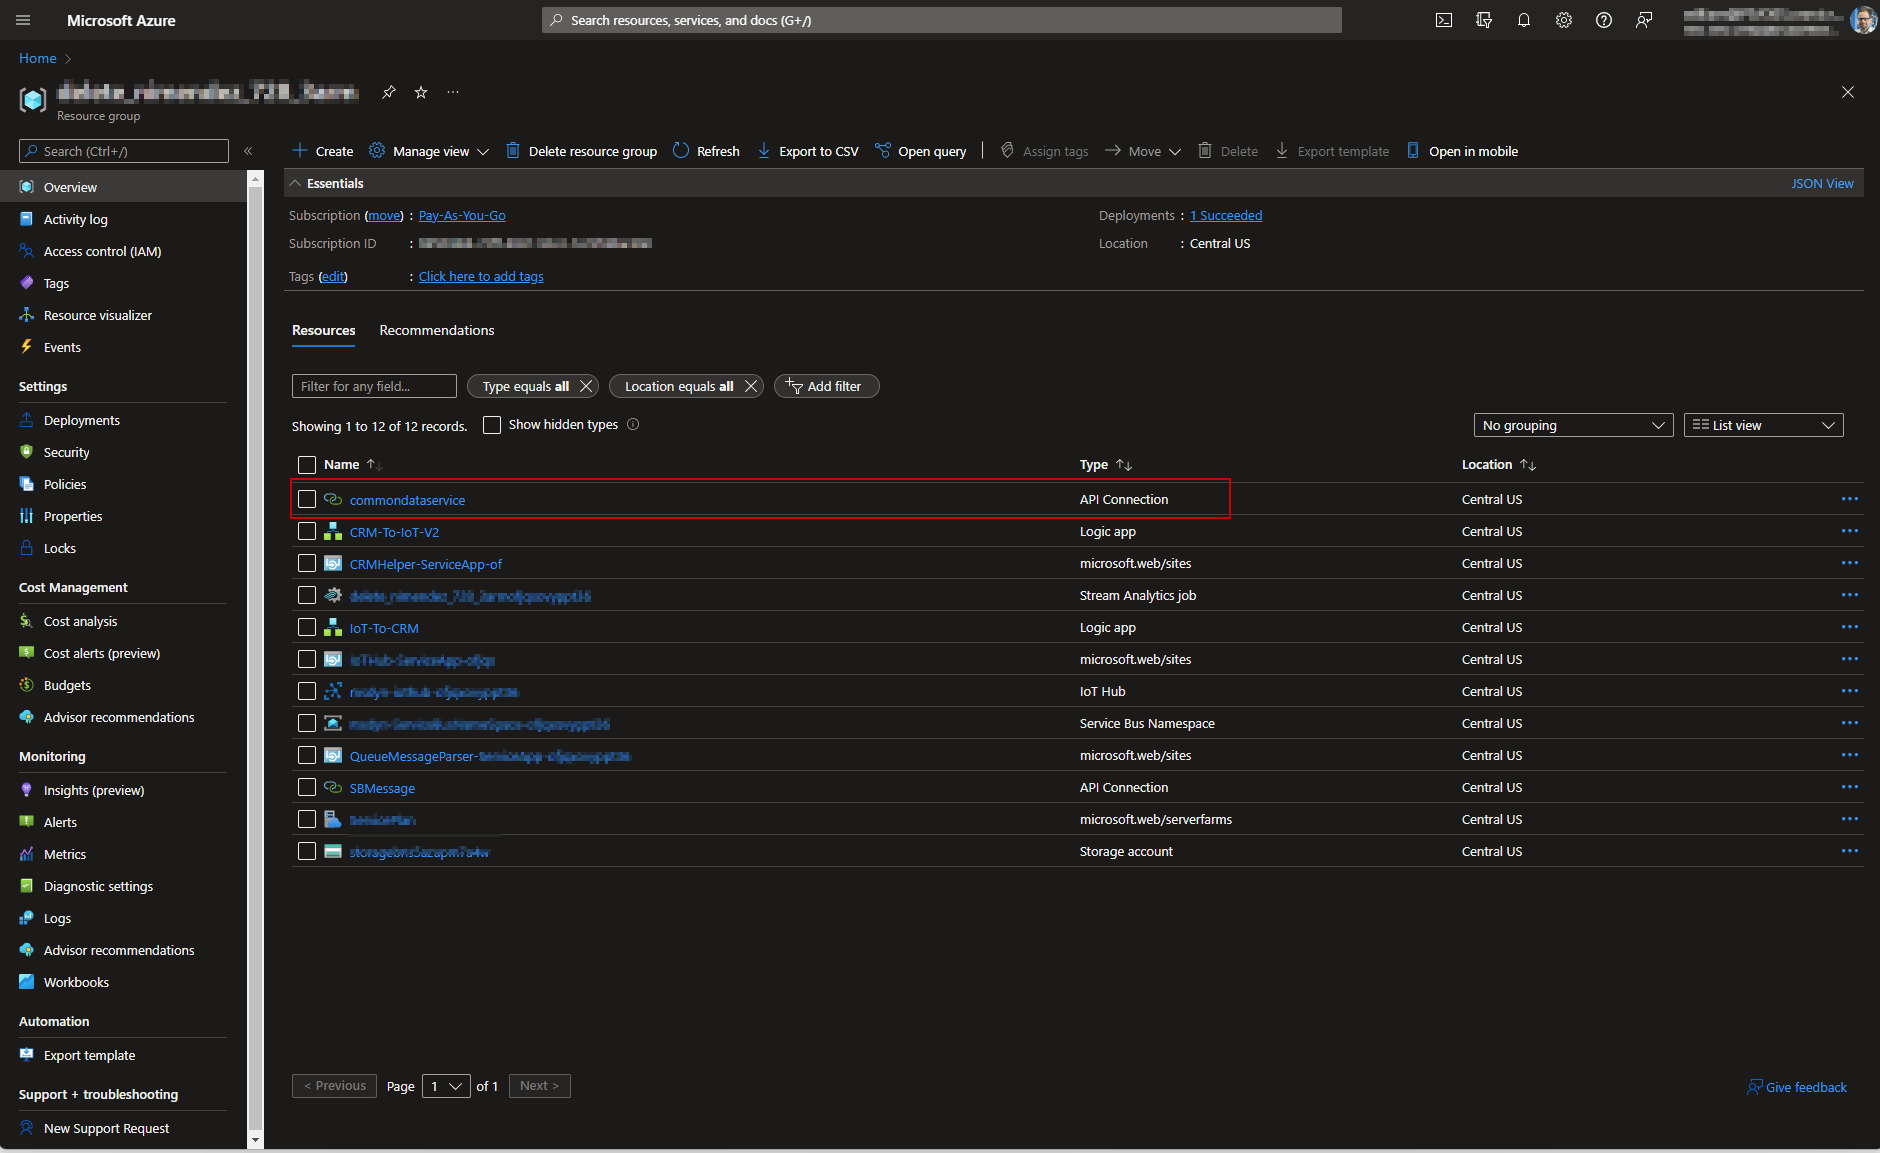 Microsoft Azure
Search resources, services, and docs (G+/)
Home >
Resource group
Search (Ctrl+/)
«
Create
Manage view
Delete resource group
Refresh
Export to CSV
Open query
Assign tags
Move
Delete
Export template
Open in mobile
Overview
Activity log
Access control (IAM)
Tags
Resource visualizer
Events
Settings
Deployments
Security
Policies
Properties
Locks
Cost Management
Cost analysis
Cost alerts (preview)
Budgets
Advisor recommendations
Monitoring
Insights (preview)
Alerts
Metrics
Diagnostic settings
Logs
Advisor recommendations
Workbooks
Automation
Export template
Support + troubleshooting
New Support Request
Essentials
JSON View
Subscription (move) : Pay-As-You-Go
Deployments : 1 Succeeded
Subscription ID :
Location : Central US
Tags (edit) : Click here to add tags
Resources
Recommendations
Filter for any field...
Type equals all
Location equals all
Add filter
Showing 1 to 12 of 12 records.
Show hidden types
No grouping
List view
Name Type Location
commondataservice API Connection Central US
CRM-To-IoT-V2 Logic app Central US
CRMHelper-ServiceApp-of microsoft.web/sites Central US
Stream Analytics job Central US
IoT-To-CRM Logic app Central US
microsoft.web/sites Central US
IoT Hub Central US
Service Bus Namespace Central US
QueueMessageParser- microsoft.web/sites Central US
SBMessage API Connection Central US
microsoft.web/serverfarms Central US
Storage account Central US
< Previous Page 1 of 1 Next >
Give feedback